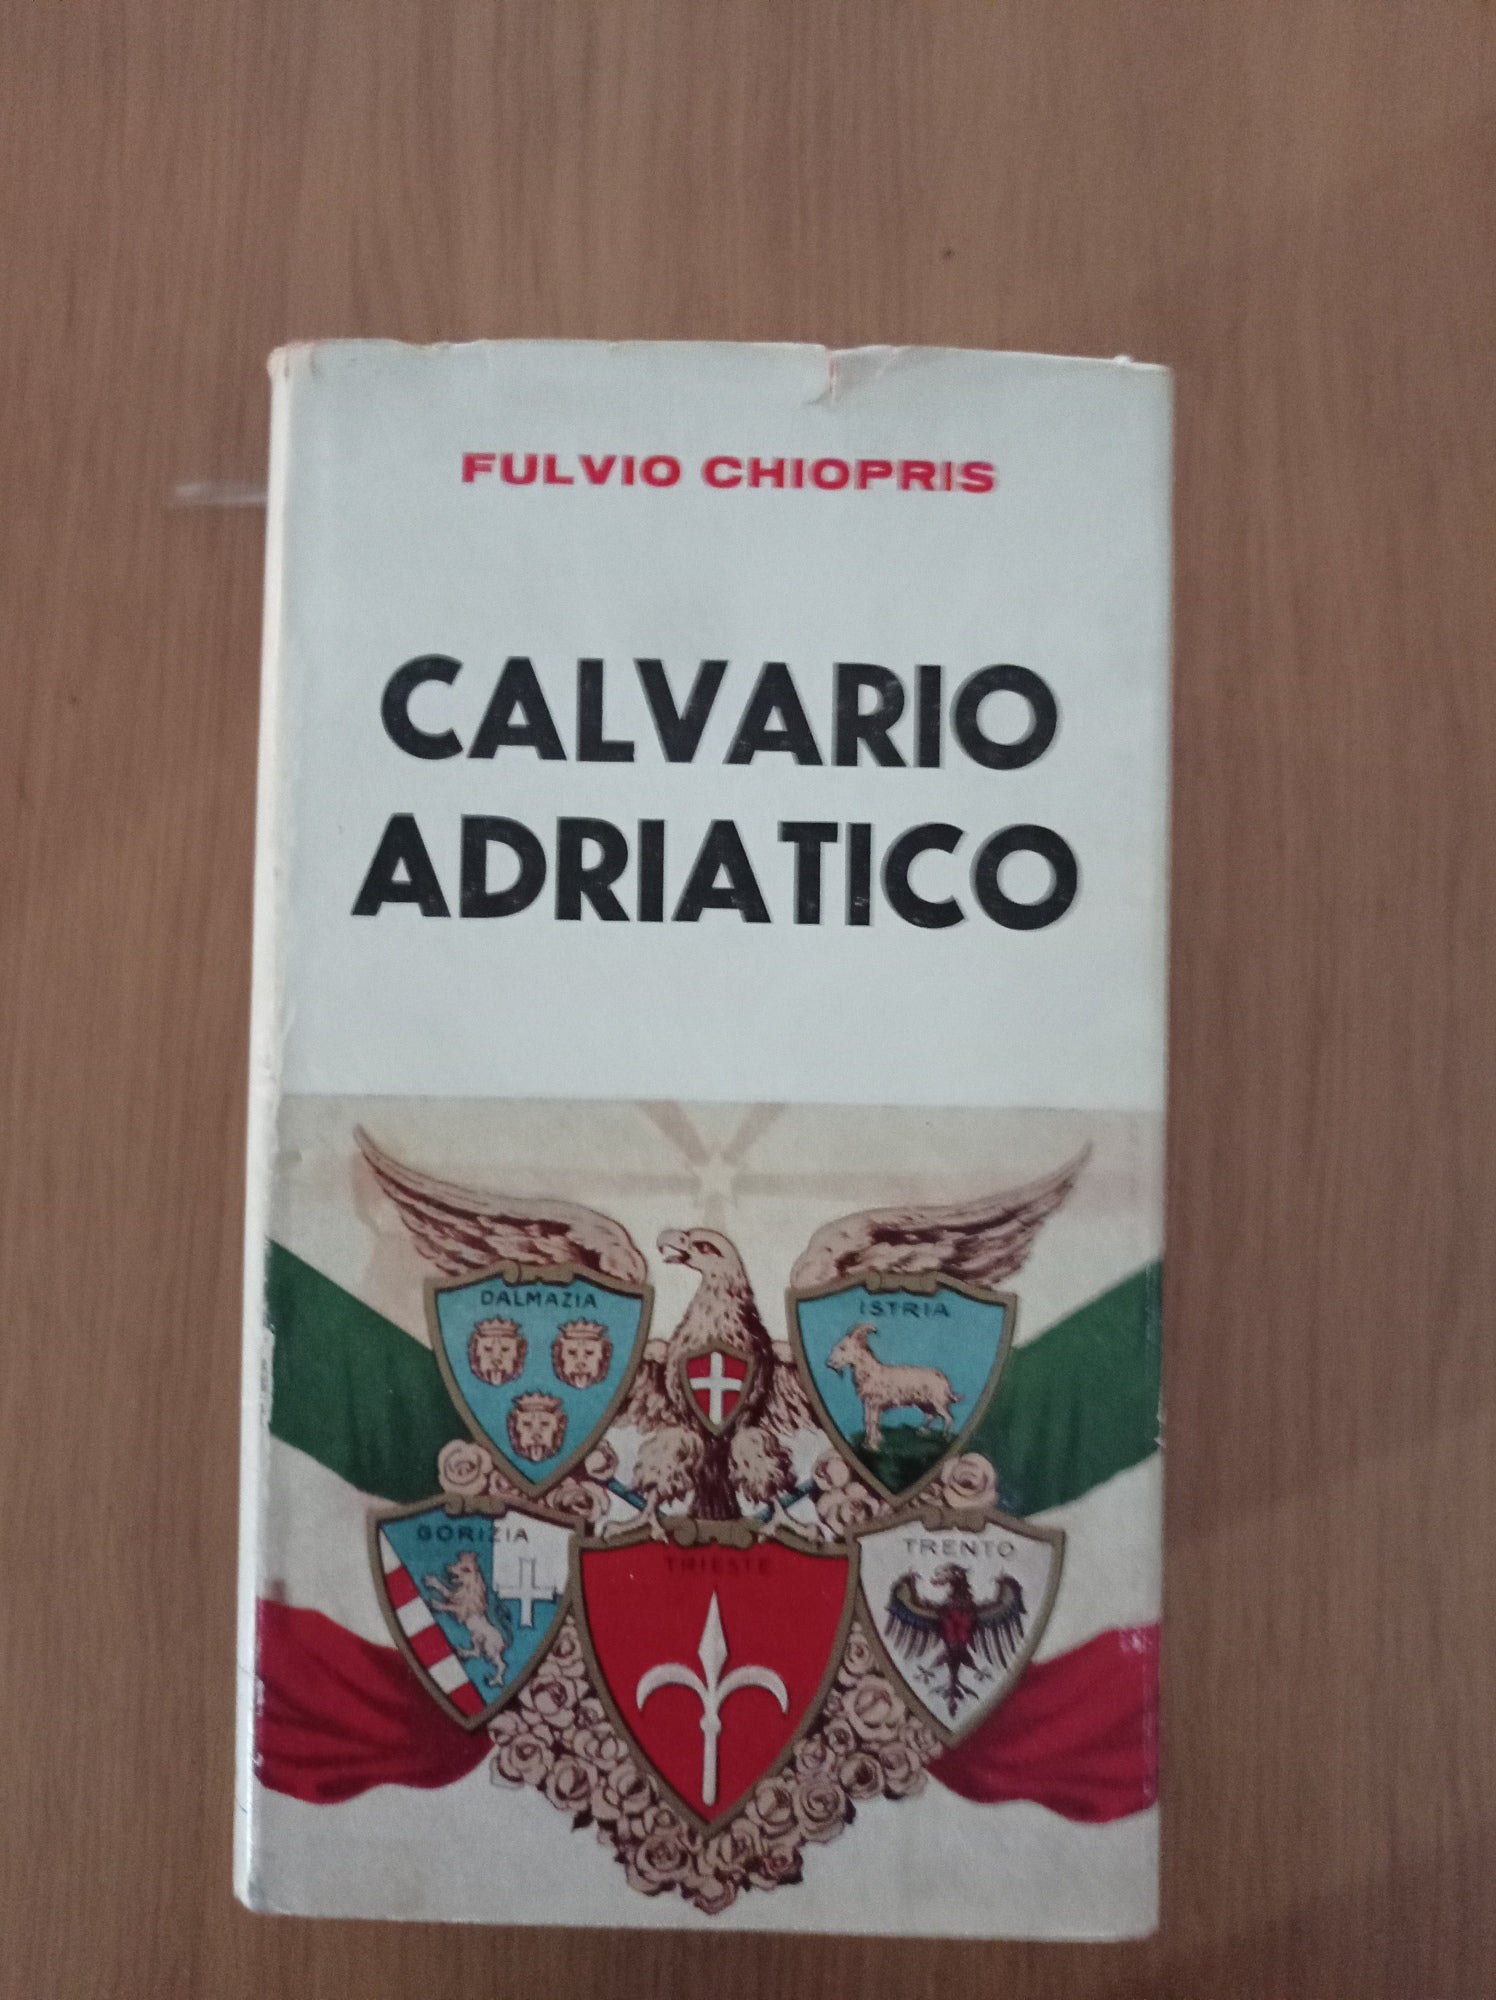 FULVIO CHIOPRIS
CALVARIO
ADRIATICO
DALMAZIA
ISTRIA
GORIZIA
TRIESTE
TRENTO